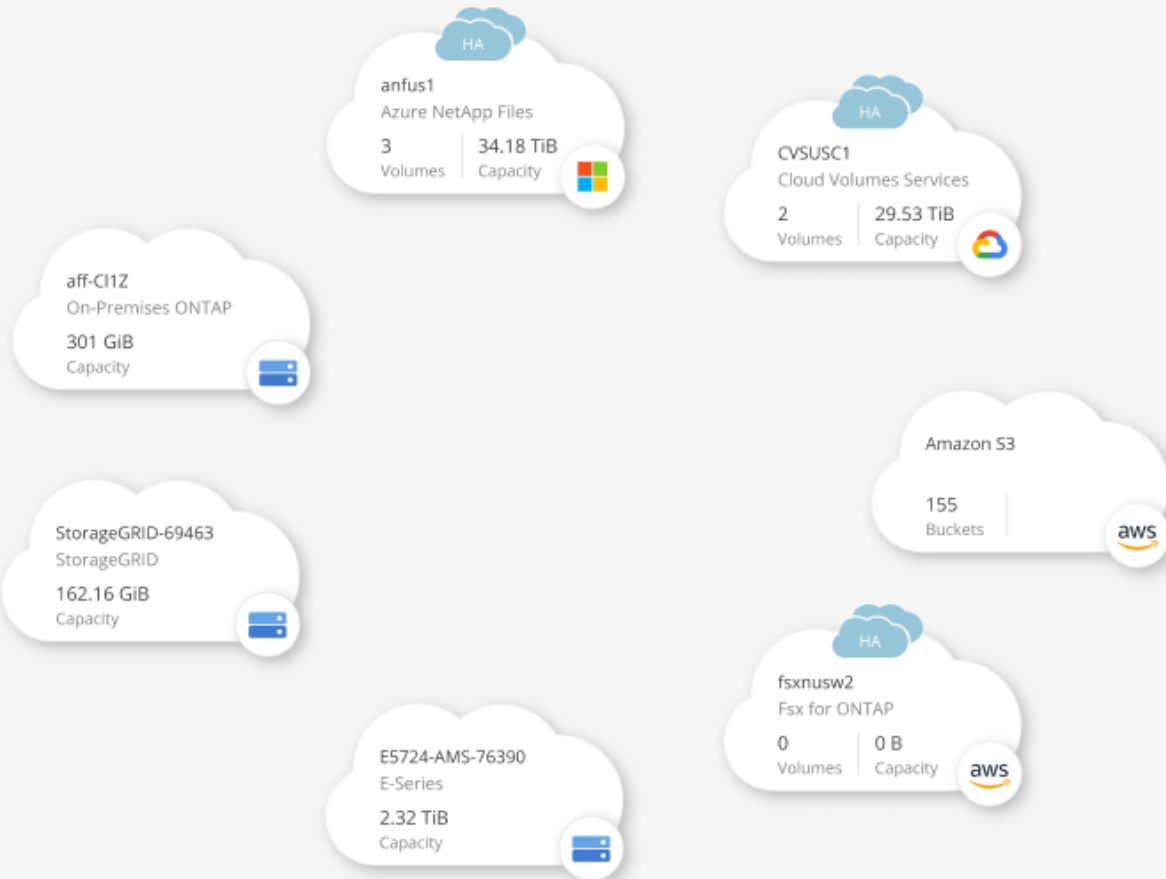 HA
anfus1
Azure NetApp Files
3 34.18 TiB
Volumes Capacity
HA
CVSUSC1
Cloud Volumes Services
2 29.53 TiB
Volumes Capacity
aff-Cl1Z
On-Premises ONTAP
301 GiB
Capacity
Amazon S3
155
Buckets
aws
StorageGRID-69463
StorageGRID
162.16 GiB
Capacity
HA
fsxnusw2
Fsx for ONTAP
0 0 B
Volumes Capacity
aws
E5724-AMS-76390
E-Series
2.32 TiB
Capacity